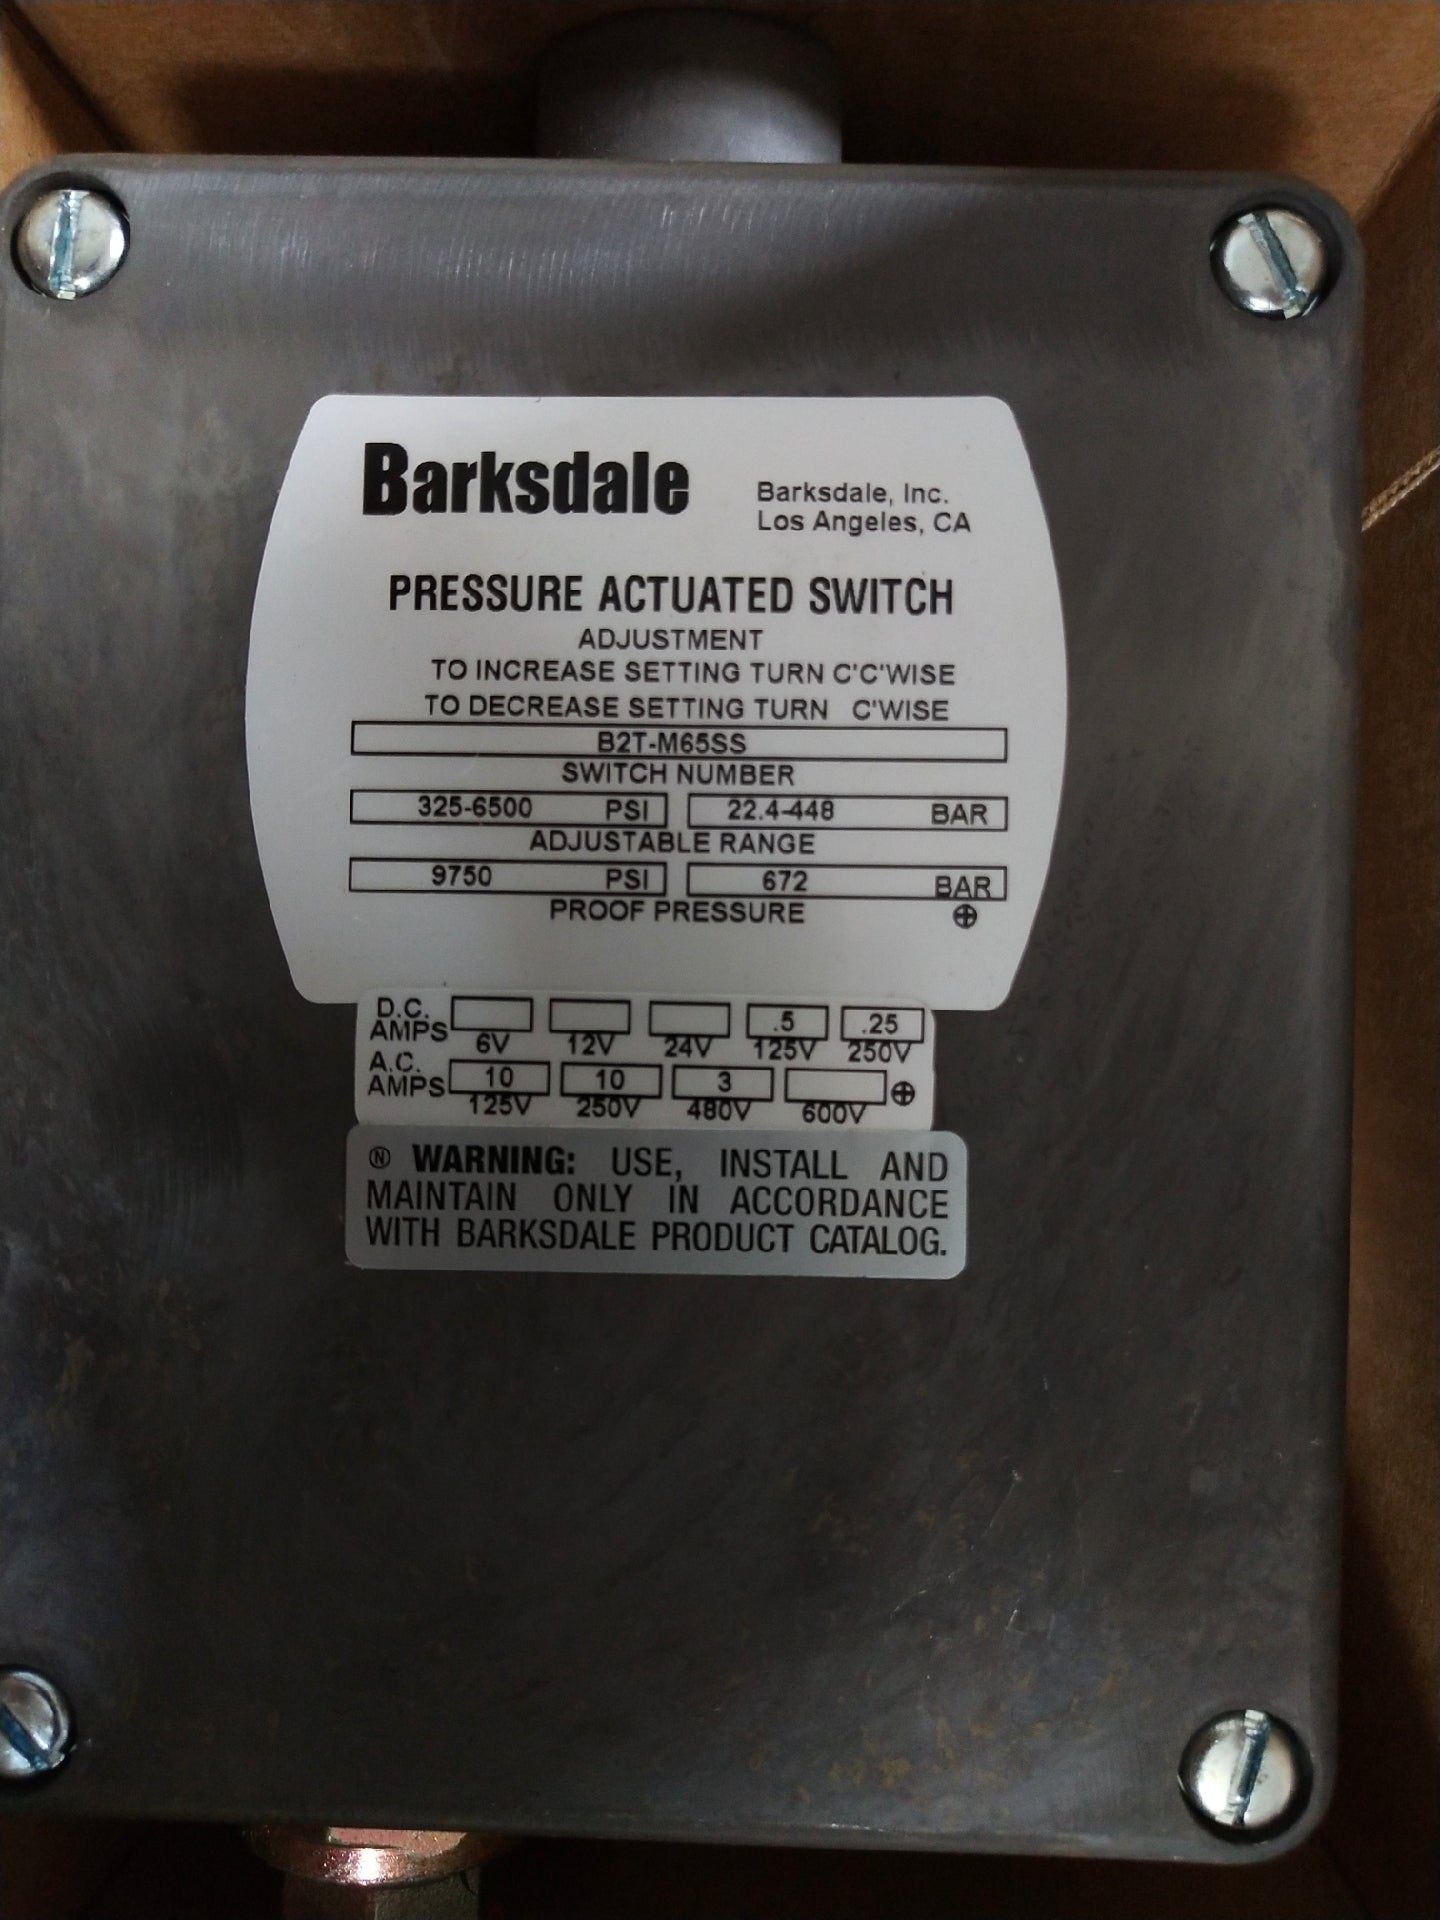 Barksdale
Barksdale, Inc.
Los Angeles, CA
PRESSURE ACTUATED SWITCH
ADJUSTMENT
TO INCREASE SETTING TURN C'C'WISE
TO DECREASE SETTING TURN C'WISE
B2T-M65SS
SWITCH NUMBER
325-6500 PSI 22.4-448 BAR
ADJUSTABLE RANGE
9750 PSI 672 BAR
PROOF PRESSURE
D.C. AMPS .5 .25
6V 12V 24V 125V 250V
A.C. AMPS 10 10 3
125V 250V 480V 600V
Ⓝ WARNING: USE, INSTALL AND
MAINTAIN ONLY IN ACCORDANCE
WITH BARKSDALE PRODUCT CATALOG.